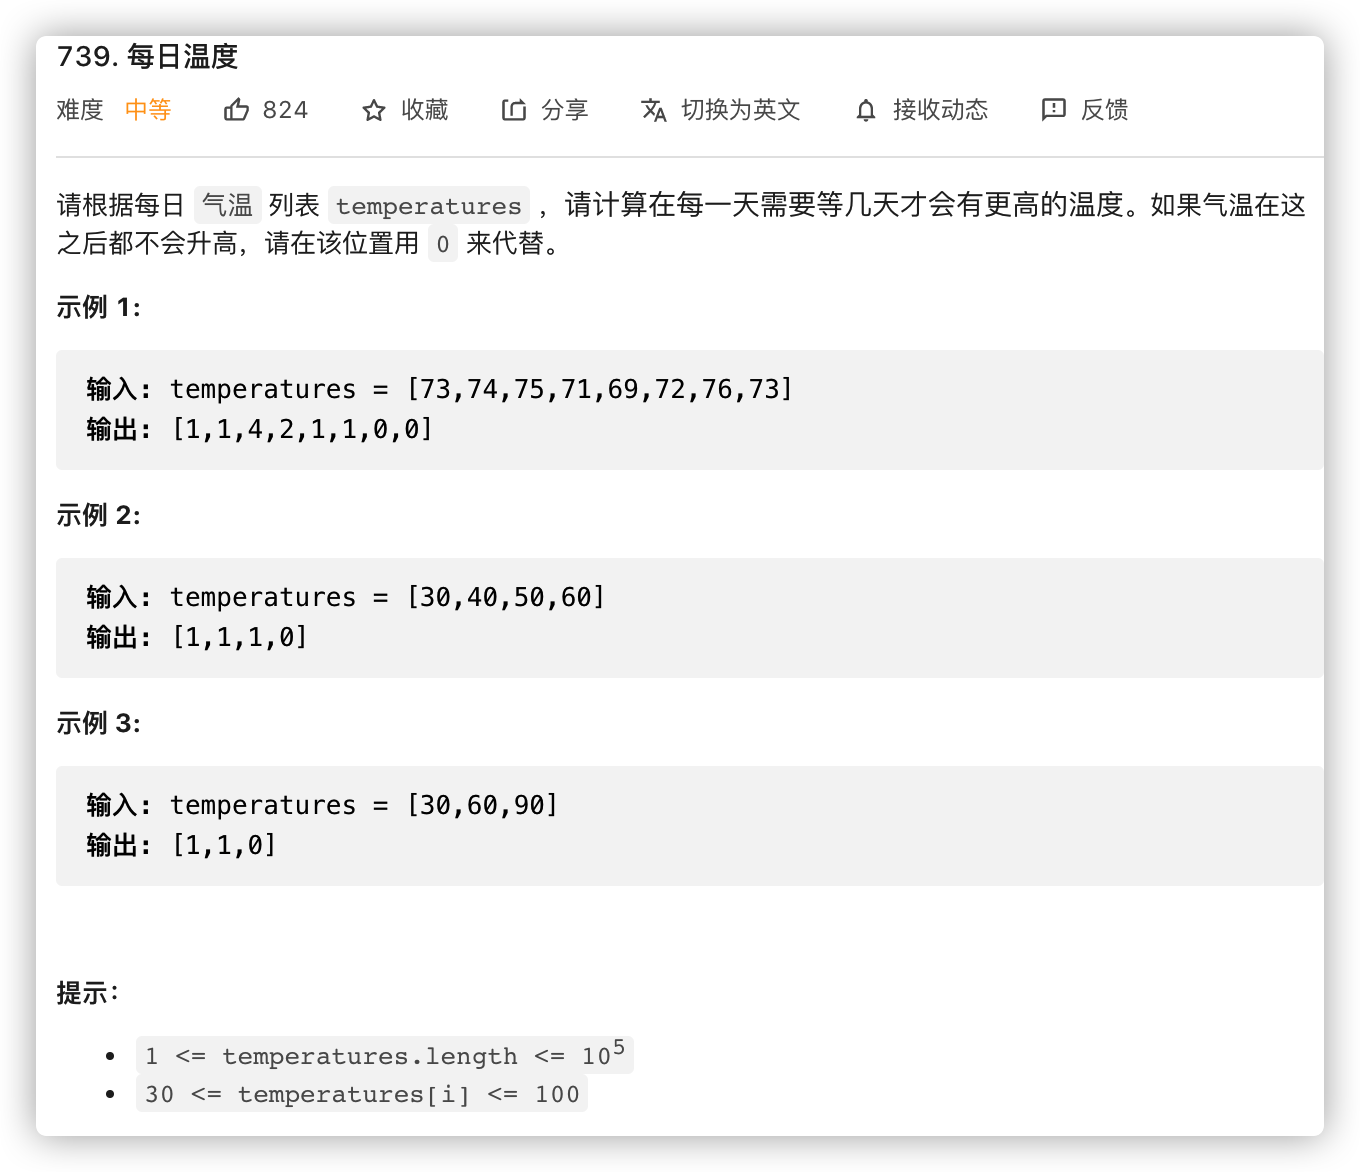 739. 每日温度
难度 中等 824 收藏 分享 切换为英文 接收动态 反馈
请根据每日 气温 列表 temperatures ，请计算在每一天需要等几天才会有更高的温度。如果气温在这
之后都不会升高，请在该位置用 0 来代替。
示例 1:
输入: temperatures = [73,74,75,71,69,72,76,73]
输出: [1,1,4,2,1,1,0,0]
示例 2:
输入: temperatures = [30,40,50,60]
输出: [1,1,1,0]
示例 3:
输入: temperatures = [30,60,90]
输出: [1,1,0]
提示：
• 1 <= temperatures.length <= 10⁵
• 30 <= temperatures[i] <= 100